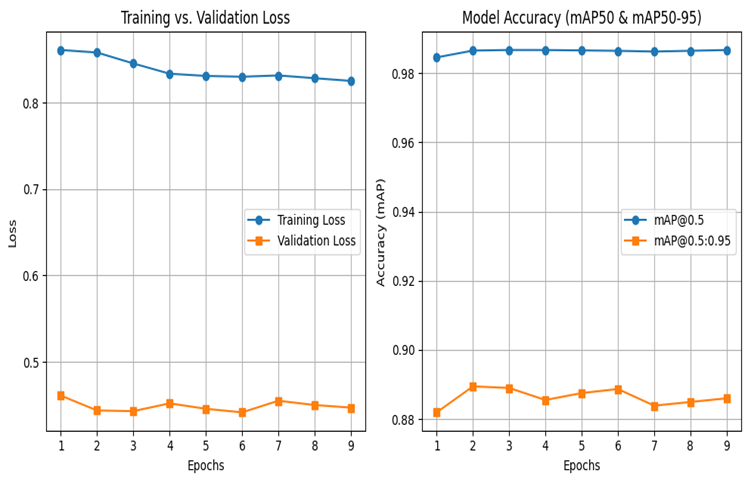 Training vs. Validation Loss
0.8
0.7
0.6
0.5
Loss
Training Loss
Validation Loss
1 2 3 4 5 6 7 8 9
Epochs
Model Accuracy (mAP50 & mAP50-95)
0.98
0.96
0.94
0.92
0.90
0.88
Accuracy (mAP)
mAP@0.5
mAP@0.5:0.95
1 2 3 4 5 6 7 8 9
Epochs